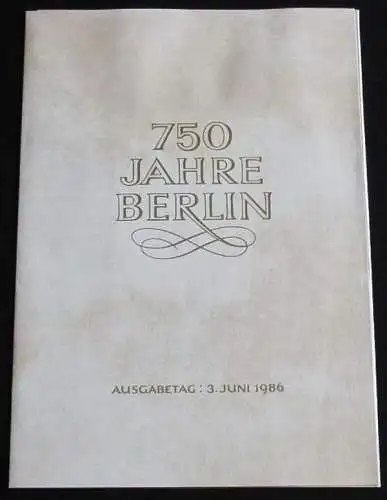 750
JAHRE
BERLIN
AUSGABETAG: 3. JUNI 1986